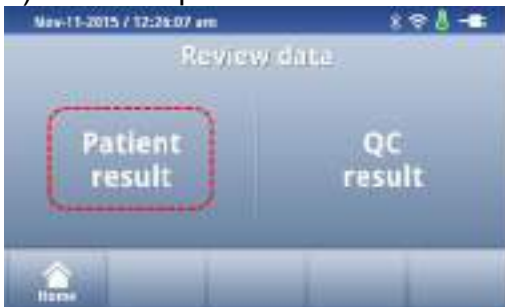 Nov-11-2015 / 12:26:07 am
Review data
Patient
result
QC
result
Home